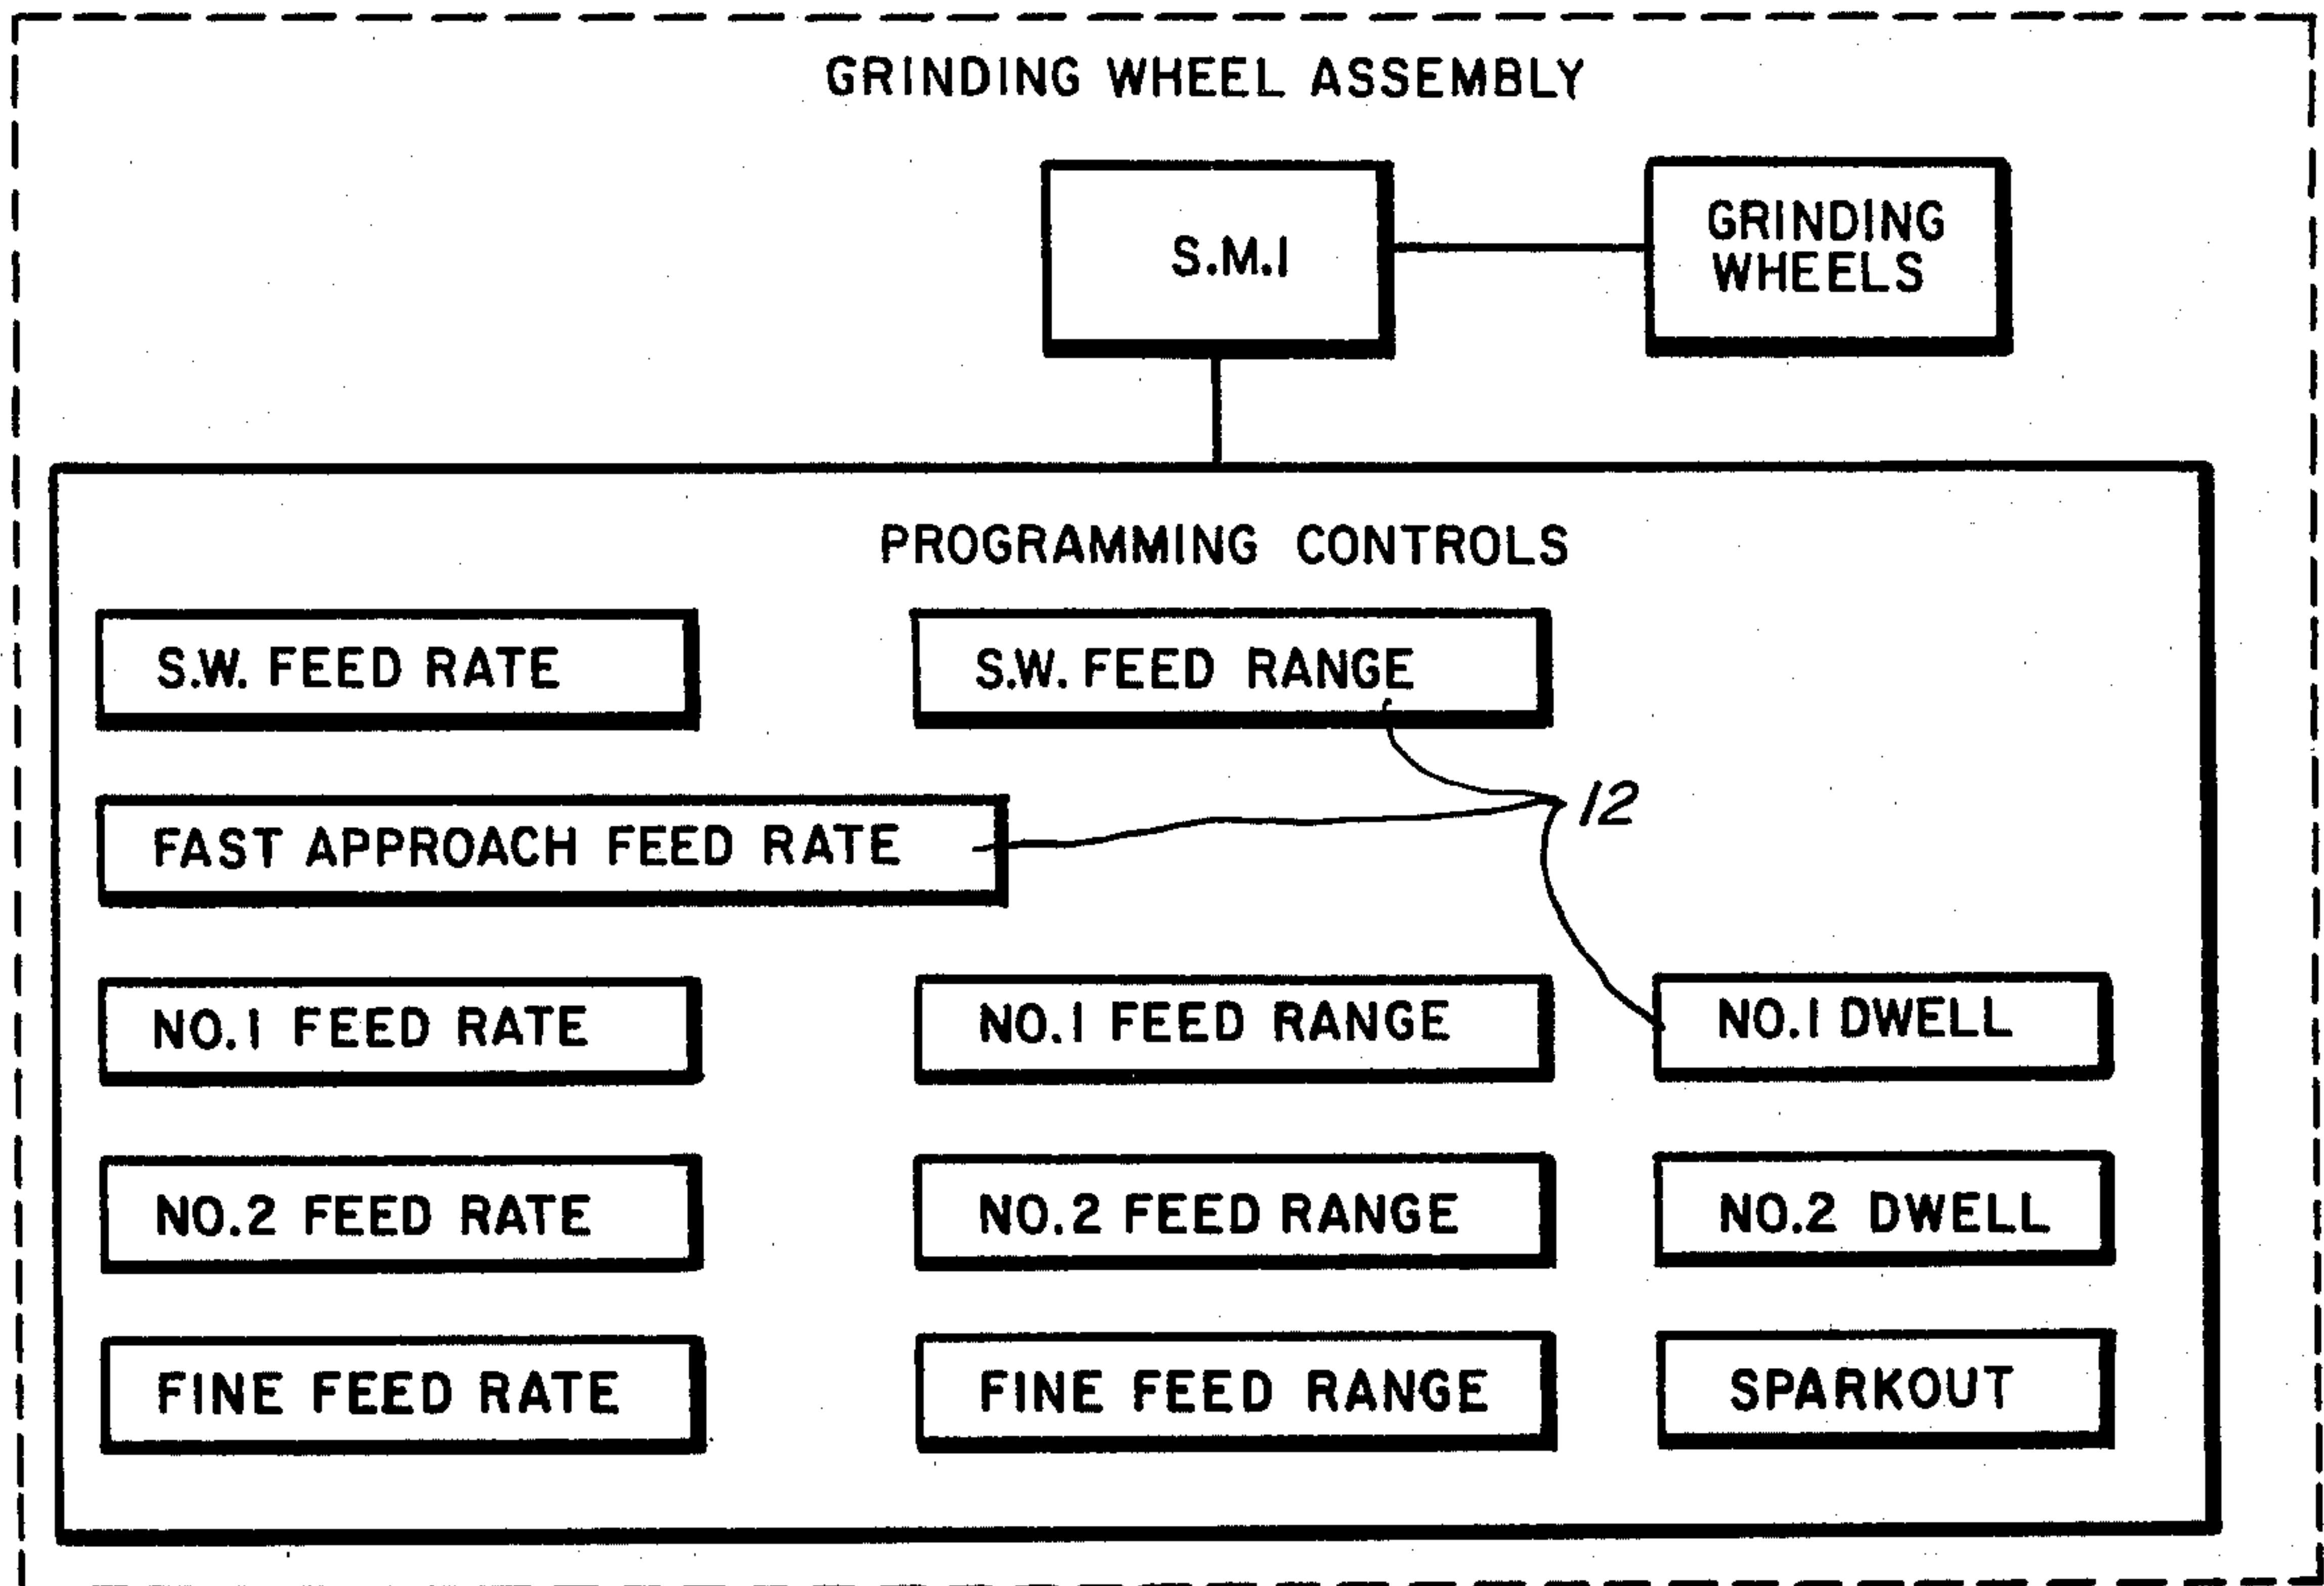 GRINDING WHEEL ASSEMBLY
S.M.1
GRINDING
WHEELS
PROGRAMMING CONTROLS
S.W. FEED RATE
S.W. FEED RANGE
12
FAST APPROACH FEED RATE
NO.1 FEED RATE
NO.1 FEED RANGE
NO.1 DWELL
NO.2 FEED RATE
NO.2 FEED RANGE
NO.2 DWELL
FINE FEED RATE
FINE FEED RANGE
SPARKOUT